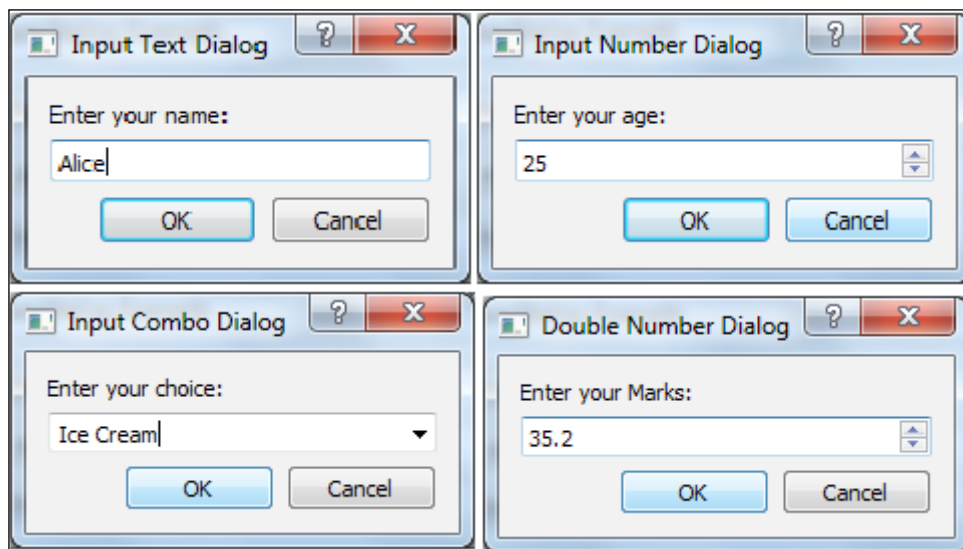 Input Text Dialog
?
X
Enter your name:
Alice
OK
Cancel
Input Number Dialog
?
X
Enter your age:
25
OK
Cancel
Input Combo Dialog
?
X
Enter your choice:
Ice Cream
OK
Cancel
Double Number Dialog
?
X
Enter your Marks:
35.2
OK
Cancel